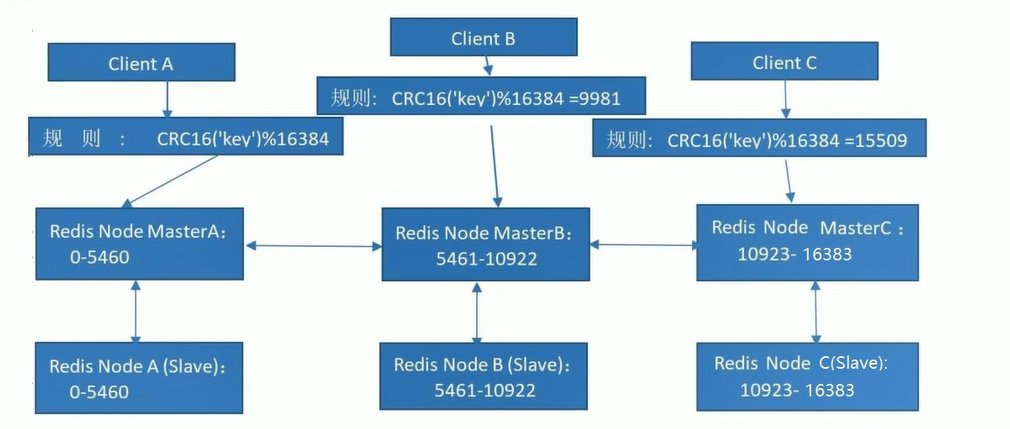 Client A
Client B
Client C
规则: CRC16('key')%16384
规则: CRC16('key')%16384 =9981
规则: CRC16('key')%16384 =15509
Redis Node MasterA:
0-5460
Redis Node MasterB:
5461-10922
Redis Node MasterC :
10923- 16383
Redis Node A (Slave):
0-5460
Redis Node B (Slave):
5461-10922
Redis Node C(Slave):
10923- 16383